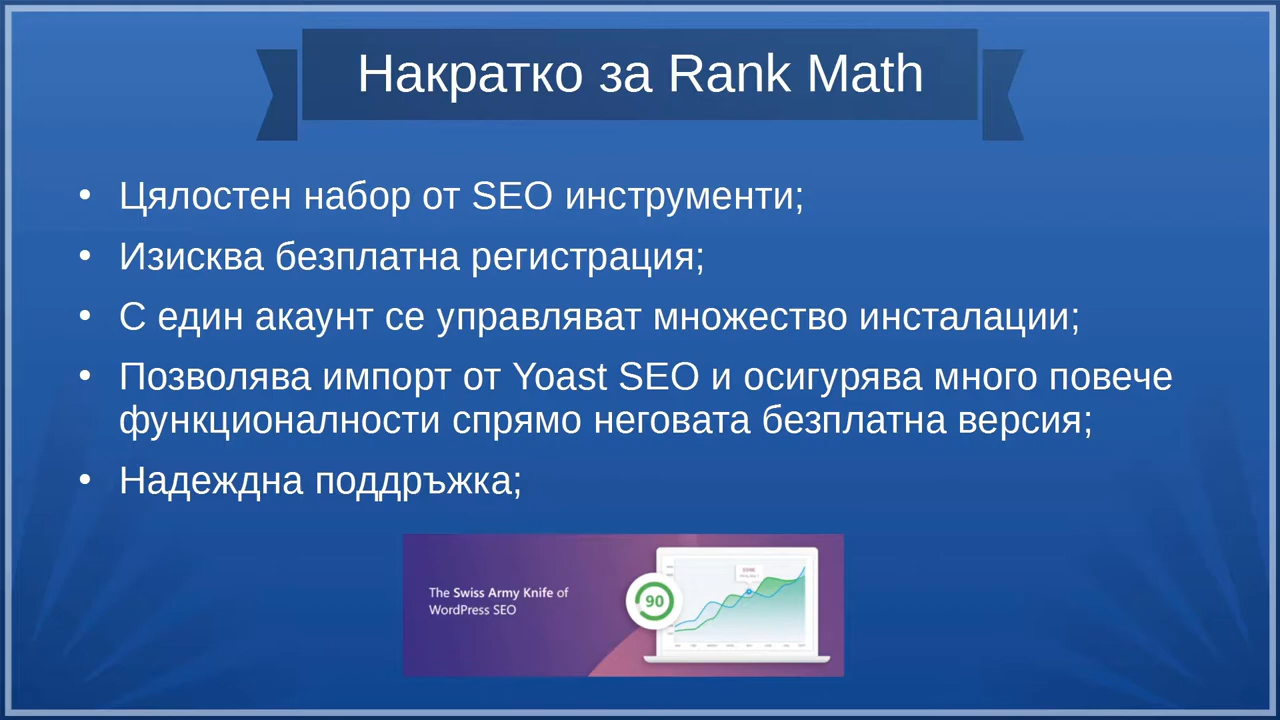 Накратко за Rank Math
• Цялостен набор от SEO инструменти;
• Изисква безплатна регистрация;
• С един акаунт се управляват множество инсталации;
• Позволява импорт от Yoast SEO и осигурява много повече
функционалности спрямо неговата безплатна версия;
• Надеждна поддръжка;
The Swiss Army Knife of
WordPress SEO
90